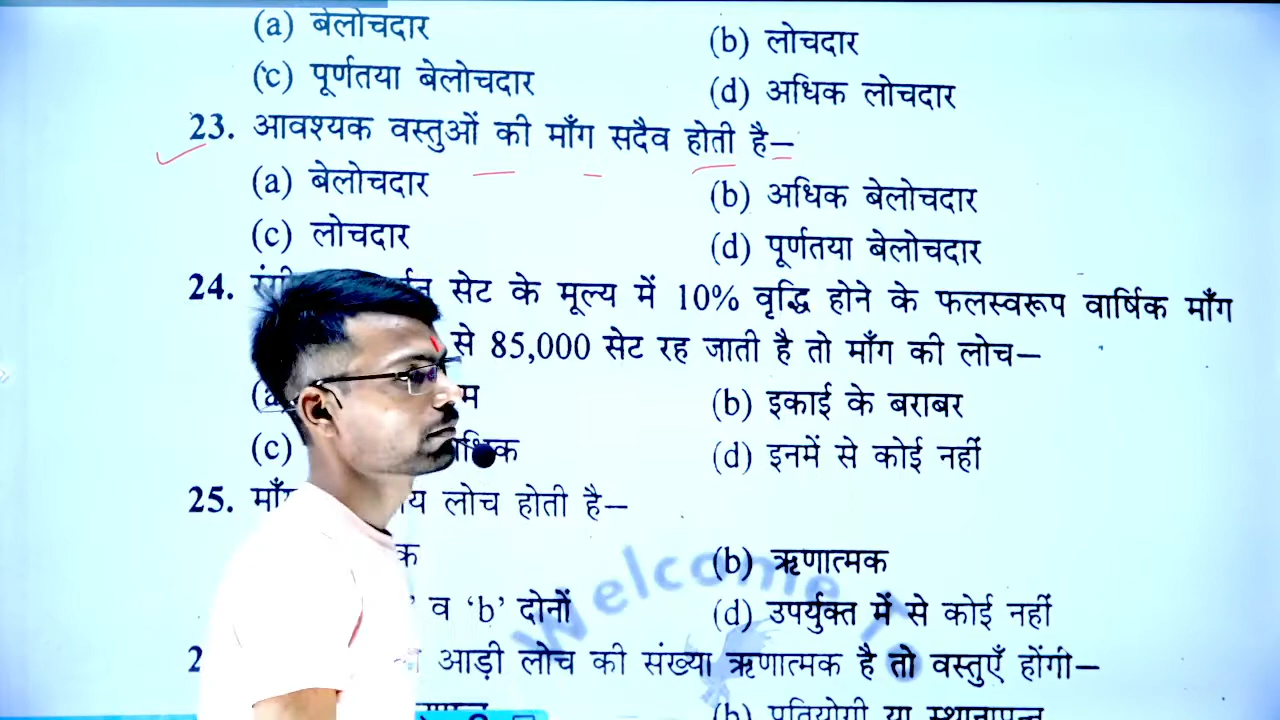 (a) बेलोचदार
(b) लोचदार
(c) पूर्णतया बेलोचदार
(d) अधिक लोचदार
23. आवश्यक वस्तुओं की माँग सदैव होती है–
(a) बेलोचदार
(b) अधिक बेलोचदार
(c) लोचदार
(d) पूर्णतया बेलोचदार
24. सेट के मूल्य में 10% वृद्धि होने के फलस्वरूप वार्षिक माँग
से 85,000 सेट रह जाती है तो माँग की लोच–
(b) इकाई के बराबर
(c)
(d) इनमें से कोई नहीं
25. लोच होती है–
(b) ऋणात्मक
व ‘b’ दोनों
(d) उपर्युक्त में से कोई नहीं
आड़ी लोच की संख्या ऋणात्मक है तो वस्तुएँ होंगी–
(b) प्रतियोगी या स्थानापन्न
Welcome To